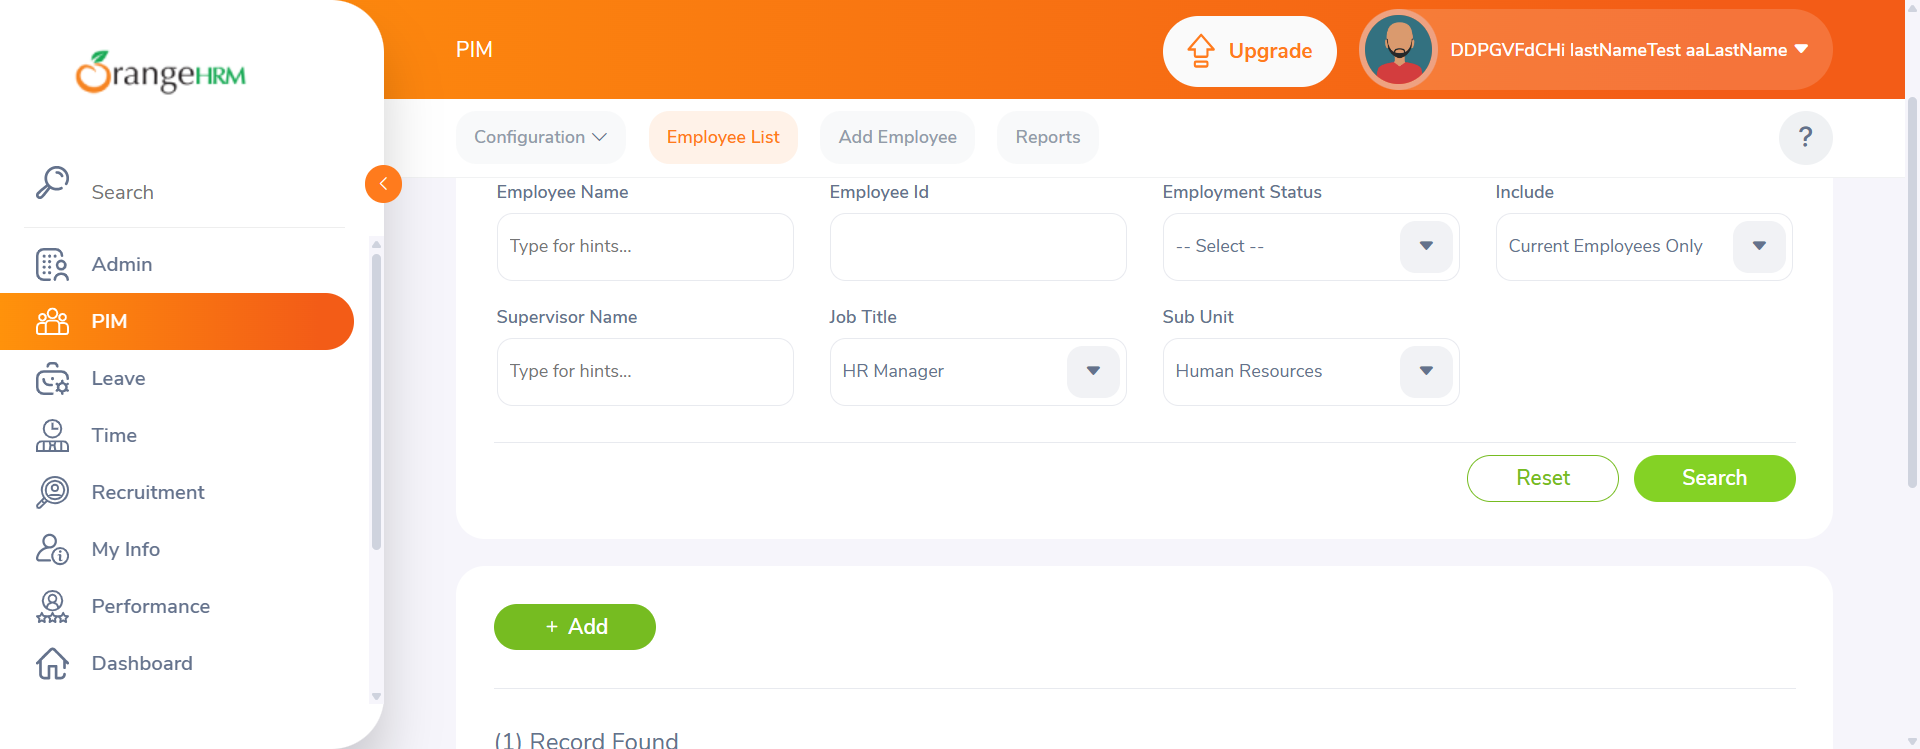 OrangeHRM
PIM
Upgrade
DDPGVFdCHi lastNameTest aaLastName
Configuration
Employee List
Add Employee
Reports
?
Search
Admin
PIM
Leave
Time
Recruitment
My Info
Performance
Dashboard
Employee Name
Employee Id
Employment Status
Include
Type for hints...
-- Select --
Current Employees Only
Supervisor Name
Job Title
Sub Unit
Type for hints...
HR Manager
Human Resources
Reset
Search
+ Add
(1) Record Found